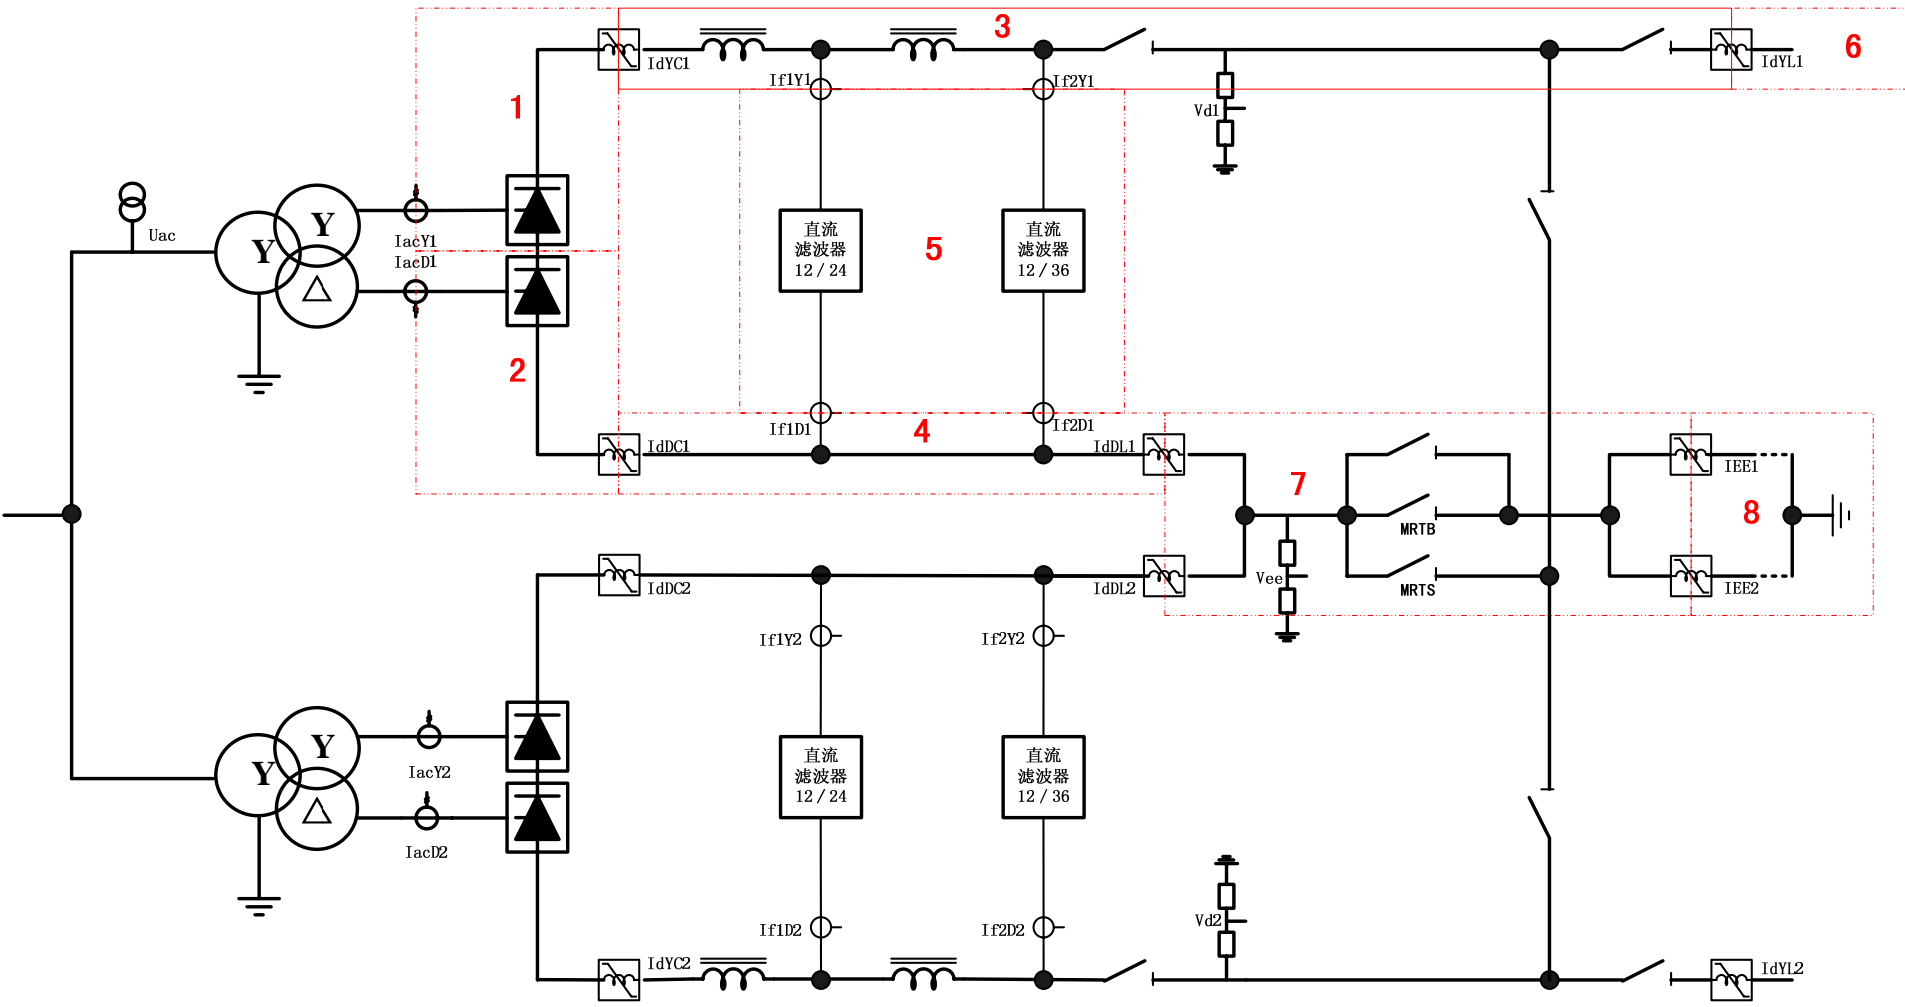 3
6
IdYC1
IdYL1
If1Y1
If2Y1
1
Vd1
Y
Y
Uac
IacY1
IacD1
直流
滤波器
12/24
5
直流
滤波器
12/36
△
2
If1D1
4
If2D1
IdDC1
IdDL1
7
IEE1
8
MRTB
Vee
MRTS
IdDC2
IdDL2
IEE2
If1Y2
If2Y2
Y
Y
IacY2
直流
滤波器
12/24
直流
滤波器
12/36
△
IacD2
Vd2
If1D2
If2D2
IdYC2
IdYL2